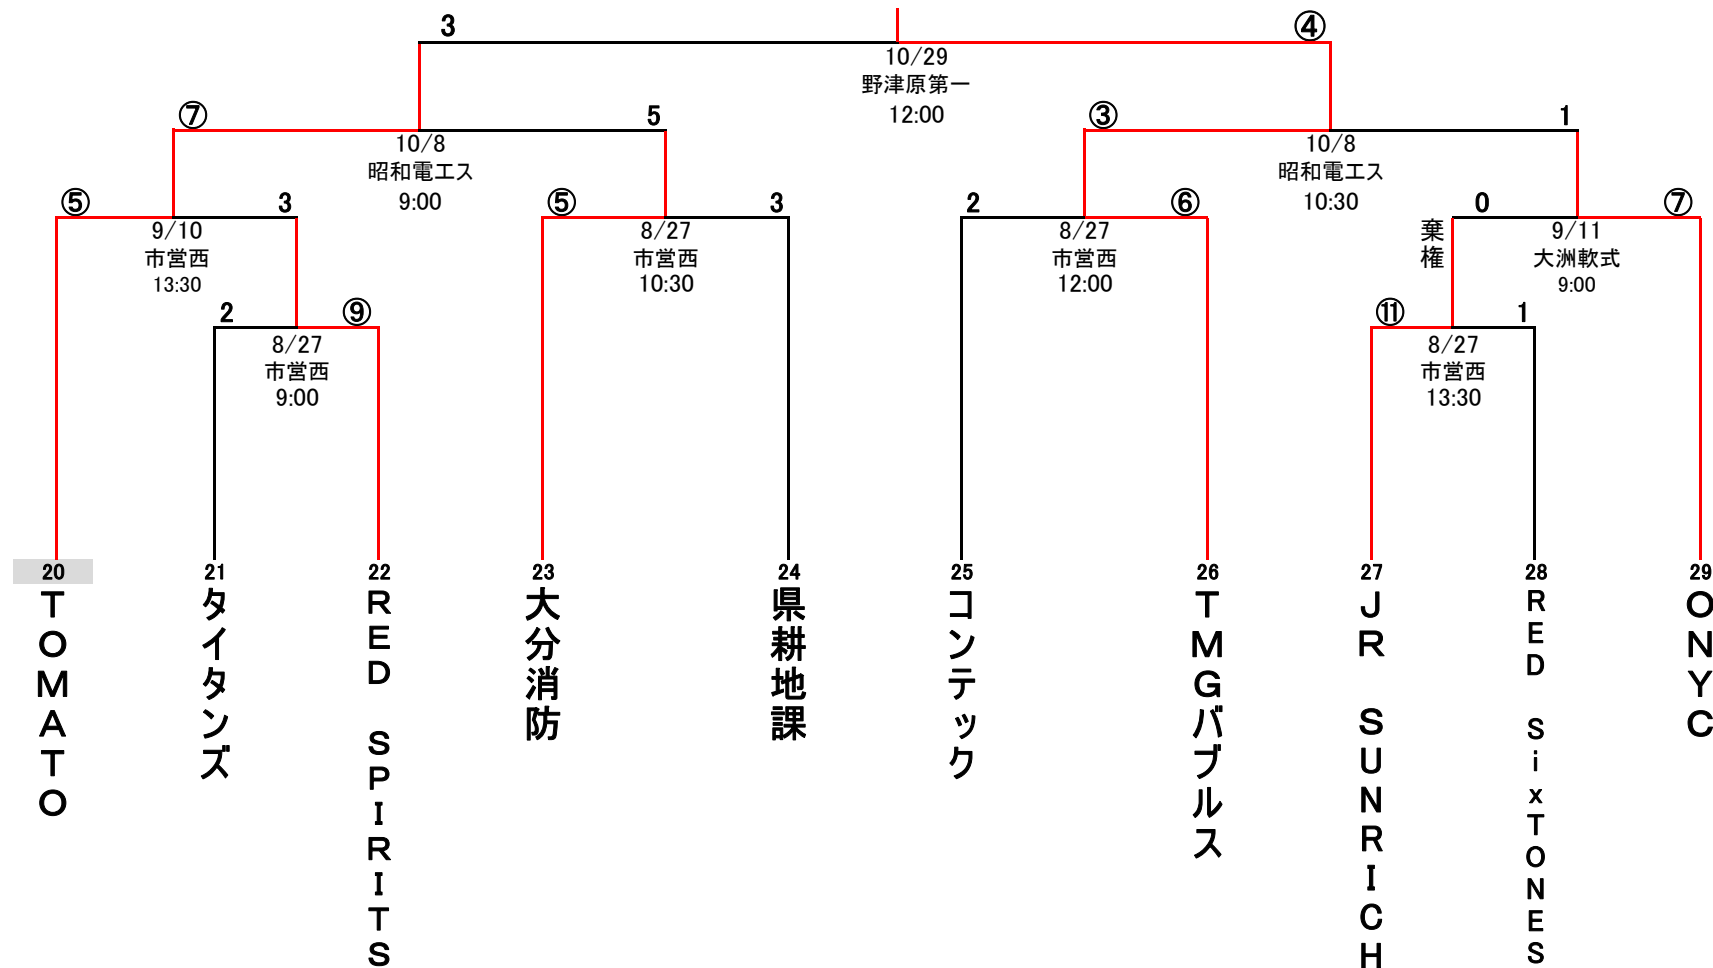 3
④
10/29
野津原第一
12:00
⑦
5
③
1
10/8
昭和電エス
9:00
10/8
昭和電エス
10:30
⑤
3
⑤
3
2
⑥
0
⑦
9/10
市営西
13:30
8/27
市営西
10:30
8/27
市営西
12:00
棄権
9/11
大洲軟式
9:00
2
⑨
⑪
1
8/27
市営西
9:00
8/27
市営西
13:30
20
21
22
23
24
25
26
27
28
29
TOMATO
タイタンズ
RED SPIRITS
大分消防
県耕地課
コンテック
TMGバブルス
JR SUNRICH
RED SixTONES
ONYC